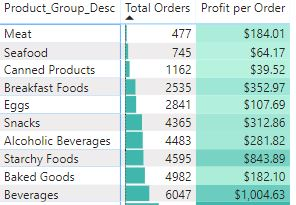 Product_Group_Desc Total Orders Profit per Order
Meat 477 $184.01
Seafood 745 $64.17
Canned Products 1162 $39.52
Breakfast Foods 2535 $352.97
Eggs 2841 $107.69
Snacks 4365 $312.86
Alcoholic Beverages 4483 $281.82
Starchy Foods 4595 $843.89
Baked Goods 4982 $182.10
Beverages 6047 $1,004.63